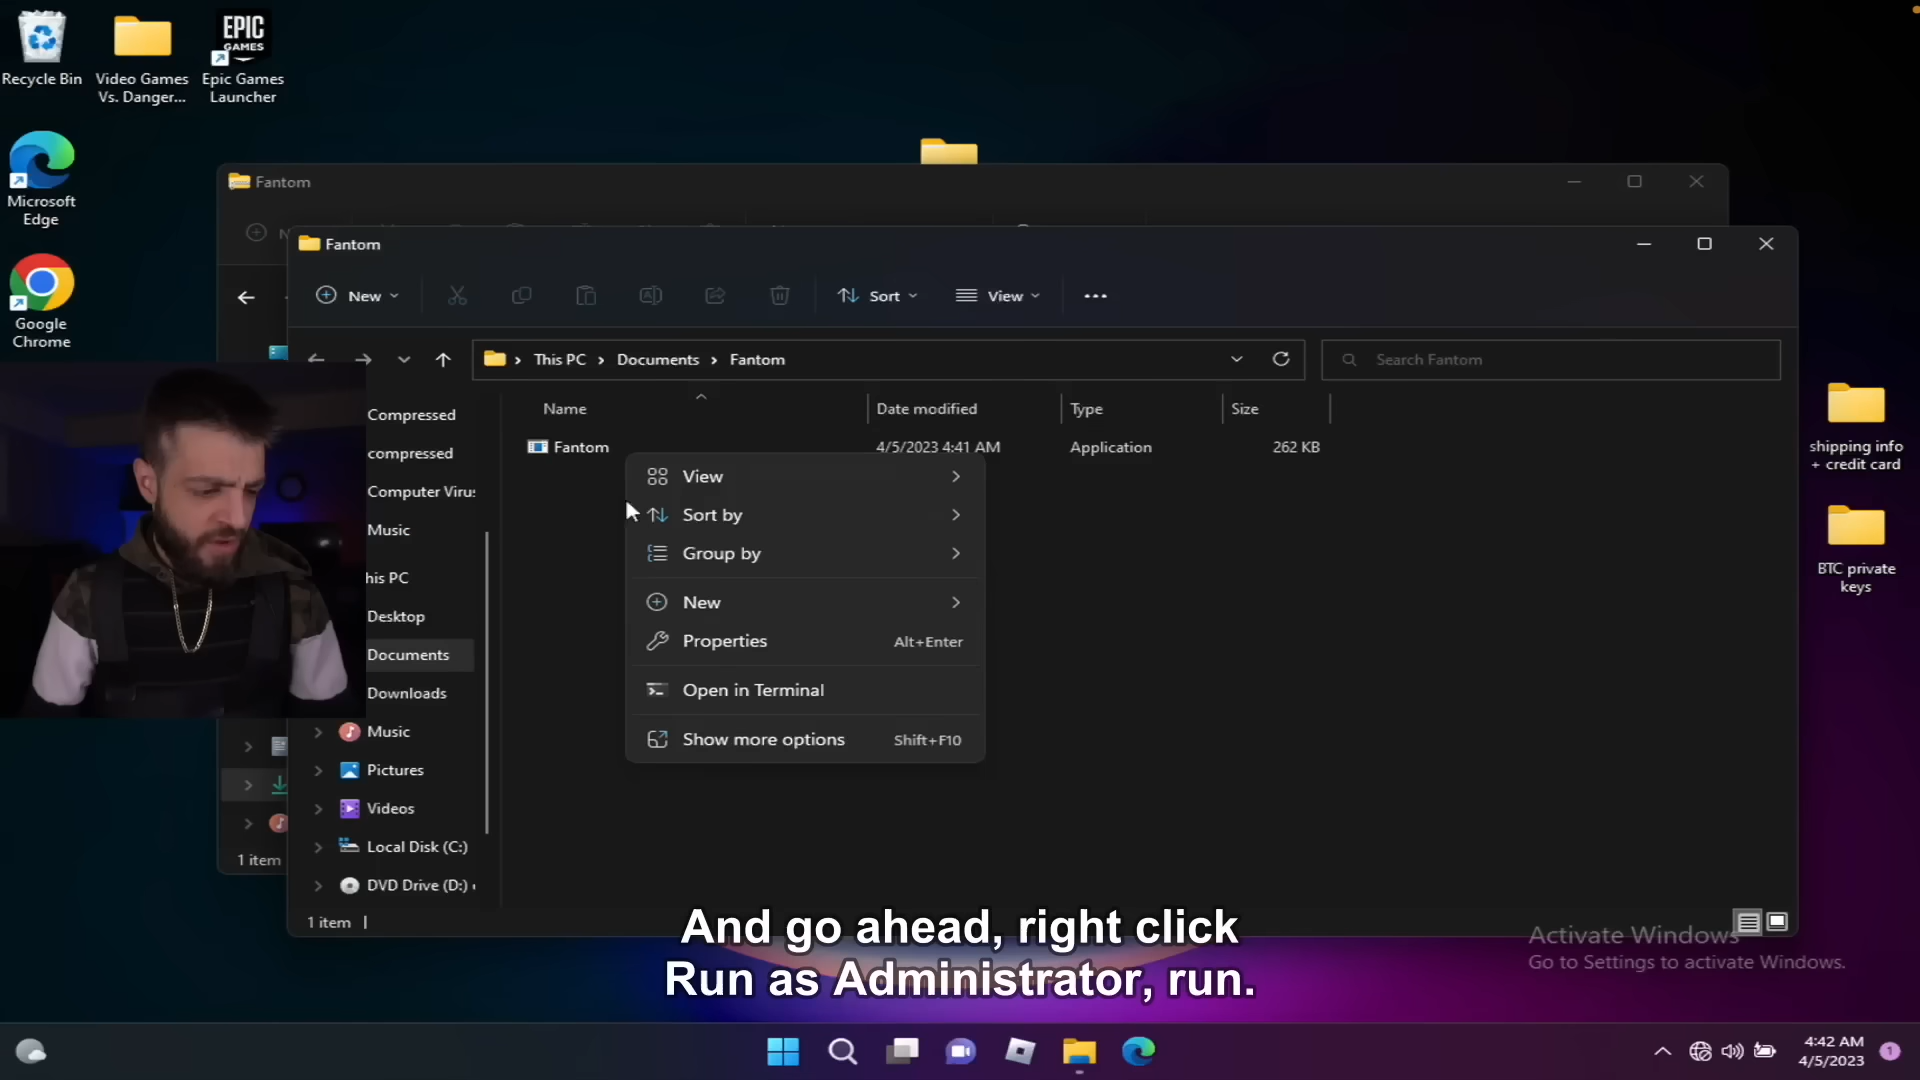 Recycle Bin
Video Games
Vs. Danger...
EPIC
GAMES
Epic Games
Launcher
Microsoft
Edge
Google
Chrome
Fantom
Fantom
New
Sort
View
This PC
Documents
Fantom
Search Fantom
Name
Date modified
Type
Size
Fantom
4/5/2023 4:41 AM
Application
262 KB
Compressed
compressed
Computer Virus
Music
his PC
Desktop
Documents
Downloads
Music
Pictures
Videos
Local Disk (C:)
DVD Drive (D:)
1 item
1 item
View
Sort by
Group by
New
Properties
Alt+Enter
Open in Terminal
Show more options
Shift+F10
shipping info
+ credit card
BTC private
keys
And go ahead, right click
Run as Administrator, run.
Activate Windows
Go to Settings to activate Windows.
4:42 AM
4/5/2023
1